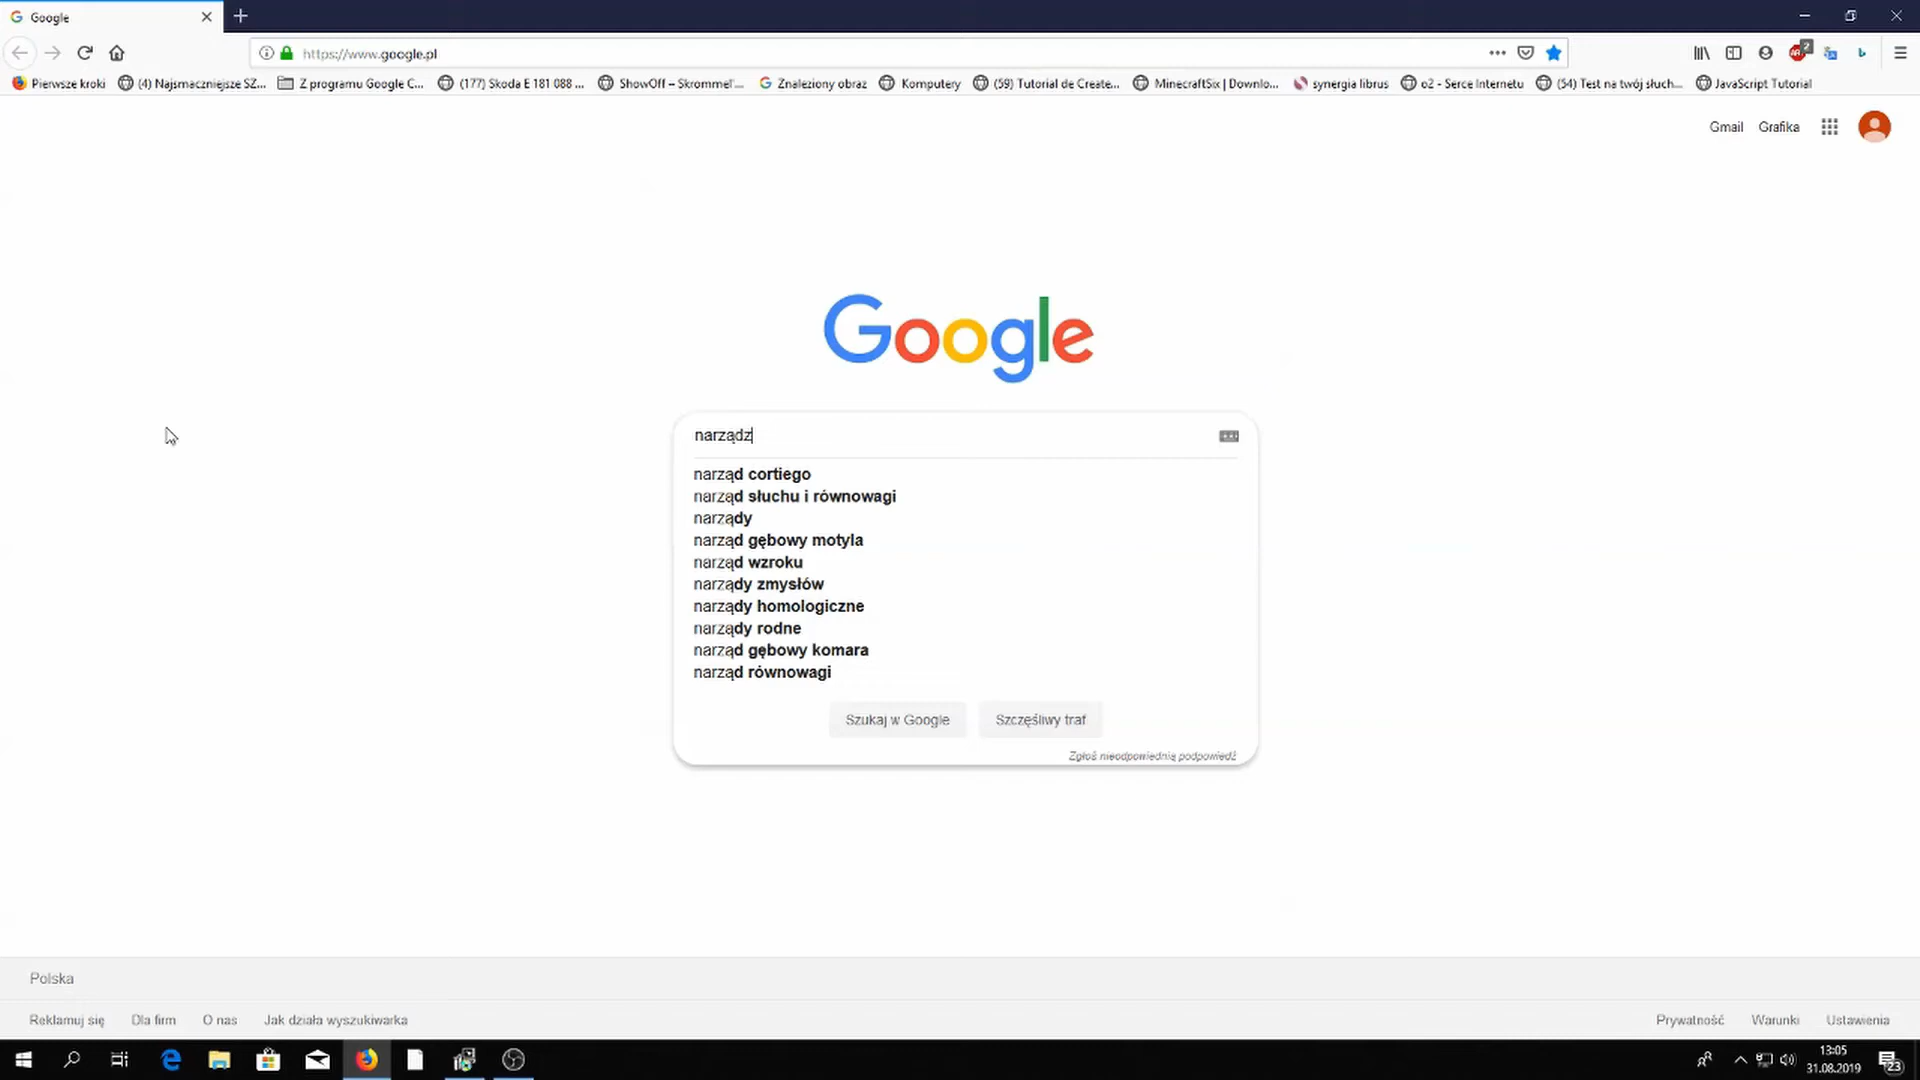 Google
https://www.google.pl
Pierwsze kroki (4) Najsmaczniejsze SZ... Z programu Google C... (177) Skoda E 181 088 ... ShowOff – Skrommel'... Znaleziony obraz Komputery (59) Tutorial de Create... MinecraftSix | Downlo... synergia librus o2 - Serce Internetu (54) Test na twój słuch... JavaScript Tutorial
Gmail Grafika
Google
narządz
narząd cortiego
narząd słuchu i równowagi
narządy
narząd gębowy motyla
narząd wzroku
narządy zmysłów
narządy homologiczne
narządy rodne
narząd gębowy komara
narząd równowagi
Szukaj w Google Szczęśliwy traf
Zgłoś nieodpowiednią podpowiedź
Polska
Reklamuj się Dla firm O nas Jak działa wyszukiwarka Prywatność Warunki Ustawienia
13:05
31.08.2019
23